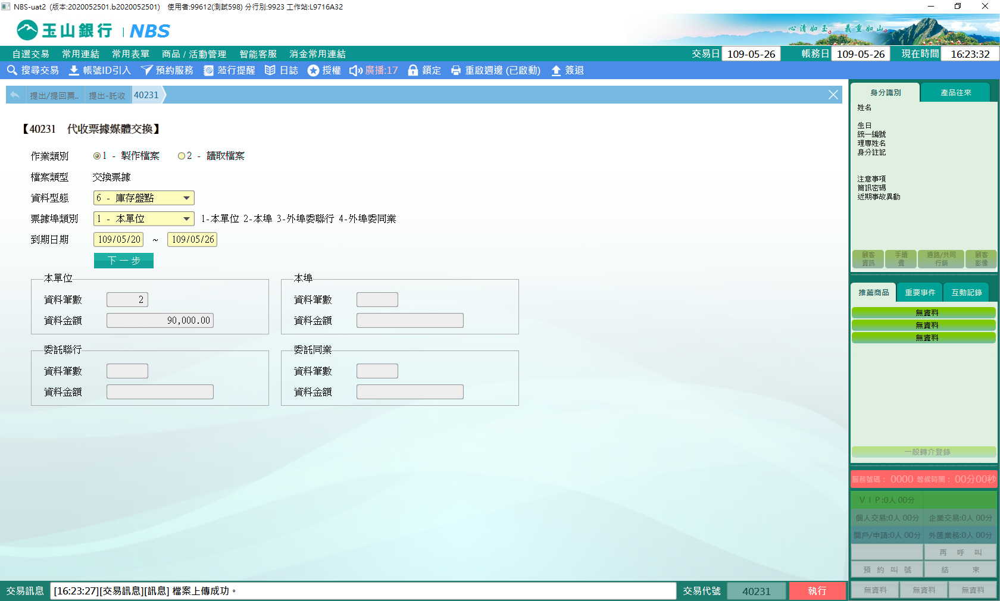 NBS-uat2 (版本:2020052501.b2020052501) 使用者:99612(測試598) 分行別:9923 工作站:L9716A32
玉山銀行 | NBS
心清如玉。 義重如山。
自選交易 常用連結 常用表單 商品 / 活動管理 智能客服 消金常用連結 交易日 109-05-26 帳務日 109-05-26 現在時間 16:23:32
搜尋交易 帳號ID引入 預約服務 蒞行提醒 日誌 授權 廣播:17 鎖定 重啟週邊 (已啟動) 簽退
提出/提回票.. 提出-託收 40231
【40231 代收票據媒體交換】
作業類別 1 - 製作檔案 2 - 讀取檔案
檔案類型 交換票據
資料型態 6 - 庫存盤點
票據埠類別 1 - 本單位 1-本單位 2-本埠 3-外埠委聯行 4-外埠委同業
到期日期 109/05/20 ~ 109/05/26
下一步
本單位
資料筆數 2
資料金額 90,000.00
本埠
資料筆數
資料金額
委託聯行
資料筆數
資料金額
委託同業
資料筆數
資料金額
身分識別 產品往來
姓名
生日
統一編號
理專姓名
身分註記
注意事項
簡訊密碼
近期事故異動
顧客資訊 手續費 通路/共同行銷 顧客影像
推薦商品 重要事件 互動記錄
無資料
無資料
無資料
一般轉介登錄
服務號碼： 0000 等候時間： 00分00秒
ＶＩＰ:0人 00分
個人交易:0人 00分 企業交易:0人 00分
開戶/申請:0人 00分 外匯業務:0人 00分
再呼叫
預約叫號 結束
無資料 無資料 無資料
交易訊息 [16:23:27][交易訊息][訊息] 檔案上傳成功。 交易代號 40231 執行